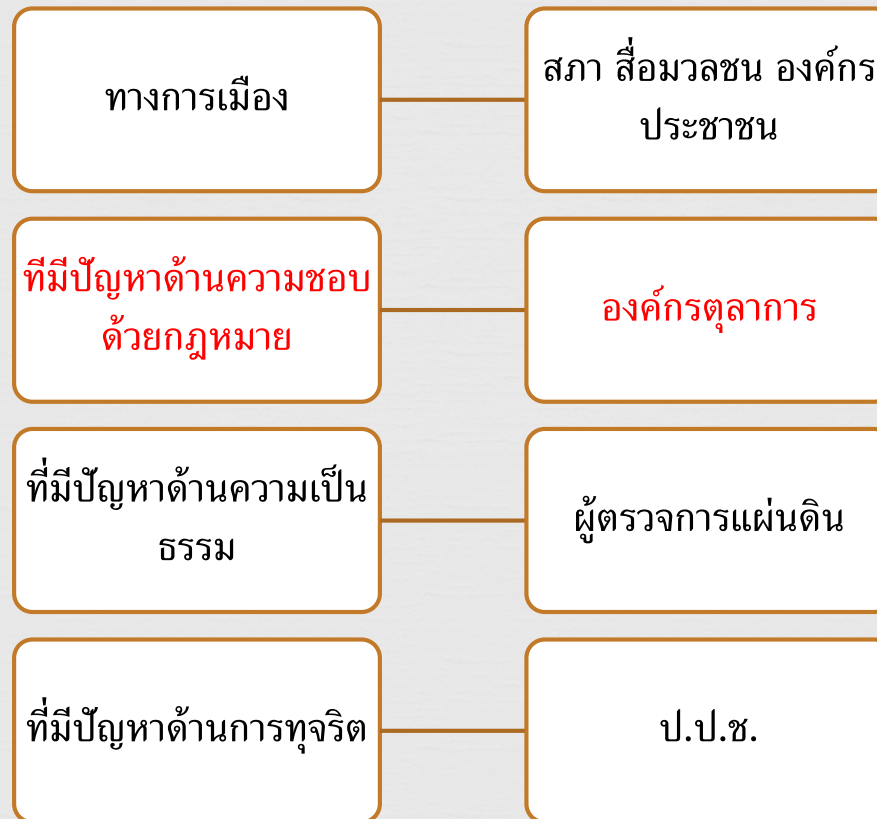 ทางการเมือง
สภา สื่อมวลชน องค์กร
ประชาชน
ทีมีปัญหาด้านความชอบ
ด้วยกฎหมาย
องค์กรตุลาการ
ที่มีปัญหาด้านความเป็น
ธรรม
ผู้ตรวจการแผ่นดิน
ที่มีปัญหาด้านการทุจริต
ป.ป.ช.